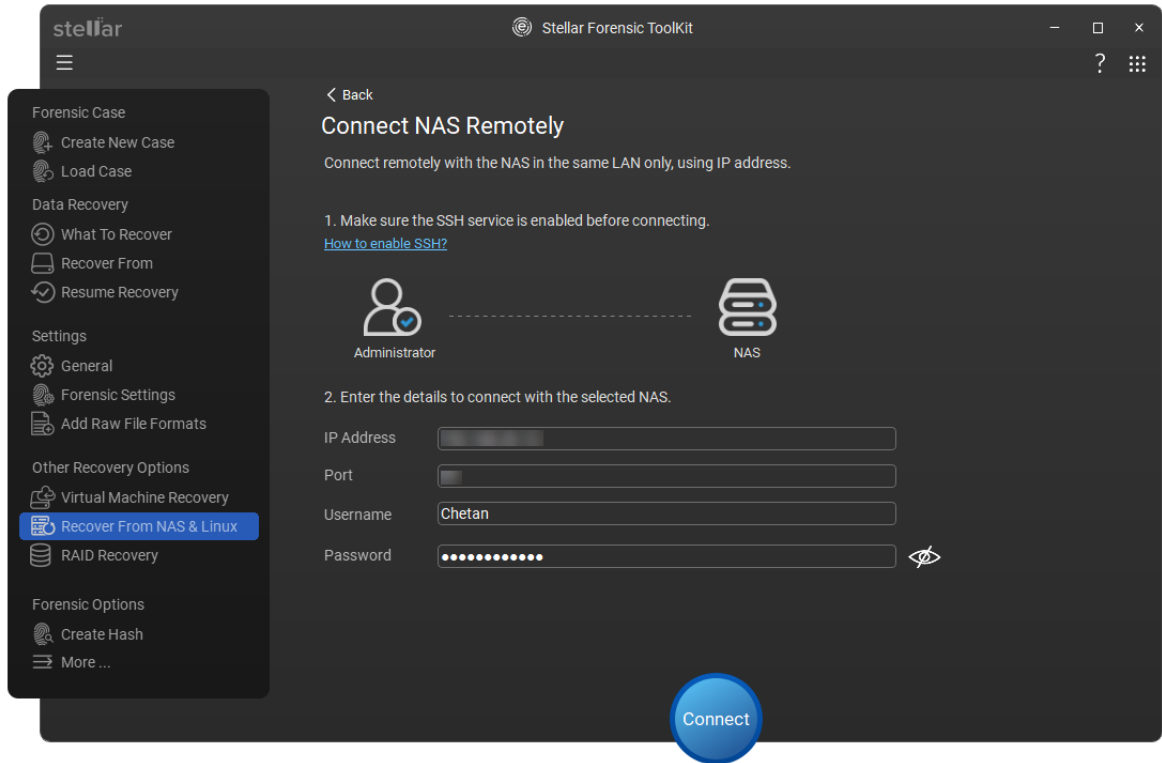 stellar
Stellar Forensic ToolKit
?
Forensic Case
Create New Case
Load Case
Data Recovery
What To Recover
Recover From
Resume Recovery
Settings
General
Forensic Settings
Add Raw File Formats
Other Recovery Options
Virtual Machine Recovery
Recover From NAS & Linux
RAID Recovery
Forensic Options
Create Hash
More ...
Back
Connect NAS Remotely
Connect remotely with the NAS in the same LAN only, using IP address.
1. Make sure the SSH service is enabled before connecting.
How to enable SSH?
Administrator
NAS
2. Enter the details to connect with the selected NAS.
IP Address
Port
Username
Chetan
Password
Connect